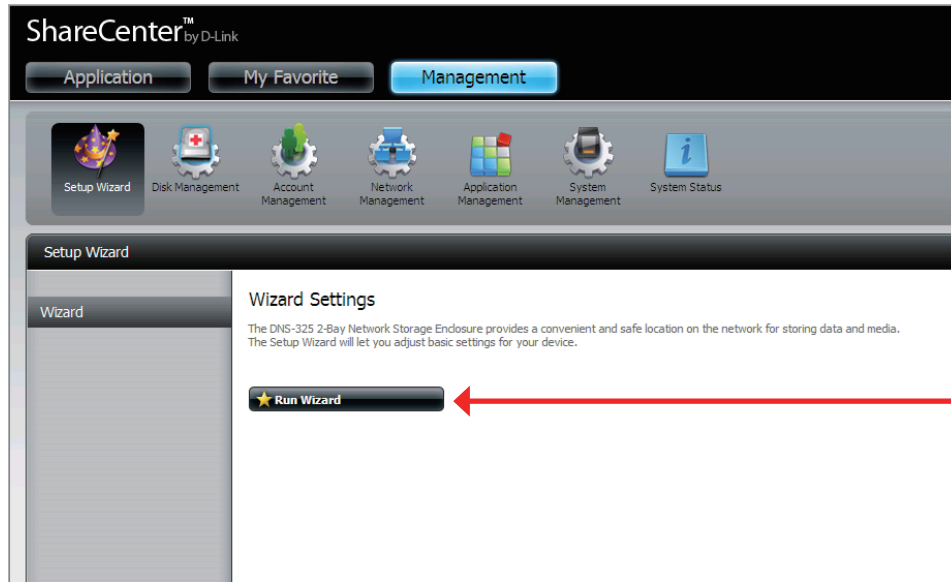 ShareCenter™ by D-Link
Application My Favorite Management
Setup Wizard Disk Management Account Management Network Management Application Management System Management System Status
Setup Wizard
Wizard
Wizard Settings
The DNS-325 2-Bay Network Storage Enclosure provides a convenient and safe location on the network for storing data and media.
The Setup Wizard will let you adjust basic settings for your device.
Run Wizard